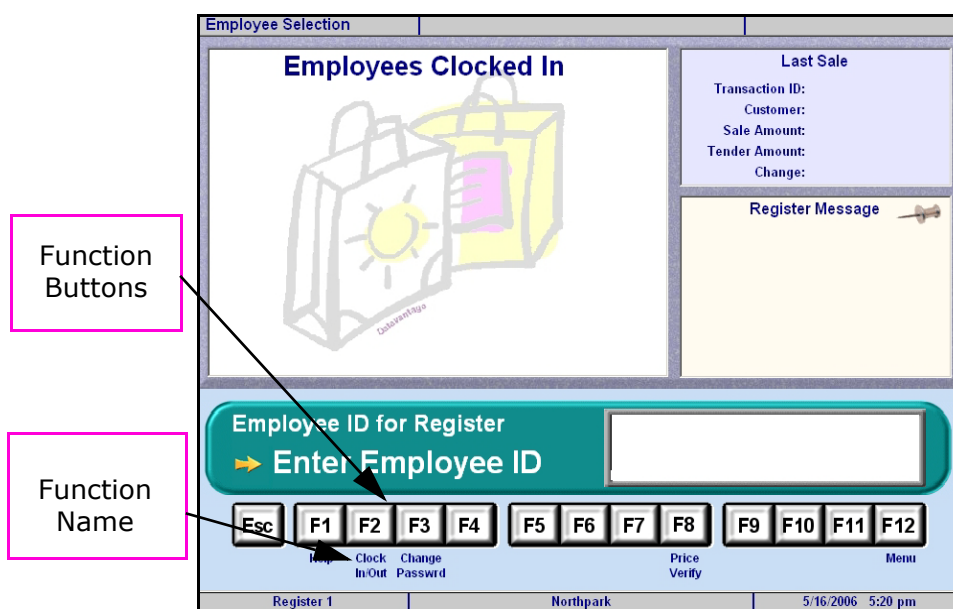 Employee Selection
Employees Clocked In
Datavantage
Last Sale
Transaction ID:
Customer:
Sale Amount:
Tender Amount:
Change:
Register Message
Function
Buttons
Function
Name
Employee ID for Register
Enter Employee ID
Esc F1 F2 F3 F4 F5 F6 F7 F8 F9 F10 F11 F12
Help Clock Change Price Menu
In/Out Passwrd Verify
Register 1 Northpark 5/16/2006 5:20 pm